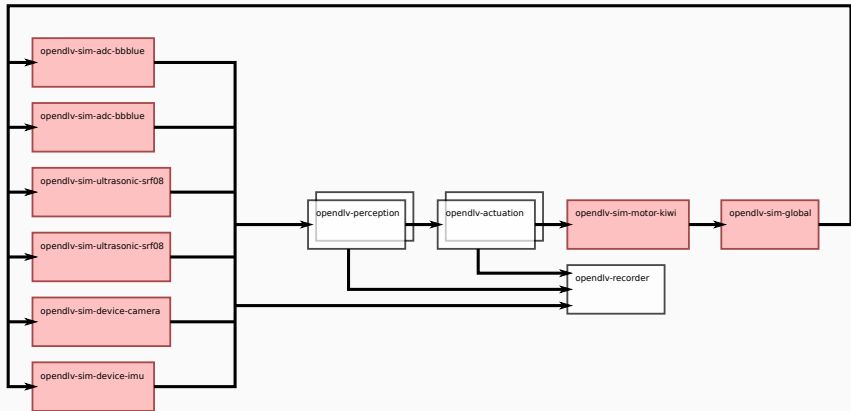 opendlv-sim-adc-bbblue
opendlv-sim-adc-bbblue
opendlv-sim-ultrasonic-srf08
opendlv-sim-ultrasonic-srf08
opendlv-sim-device-camera
opendlv-sim-device-imu
opendlv-perception
opendlv-actuation
opendlv-sim-motor-kiwi
opendlv-sim-global
opendlv-recorder